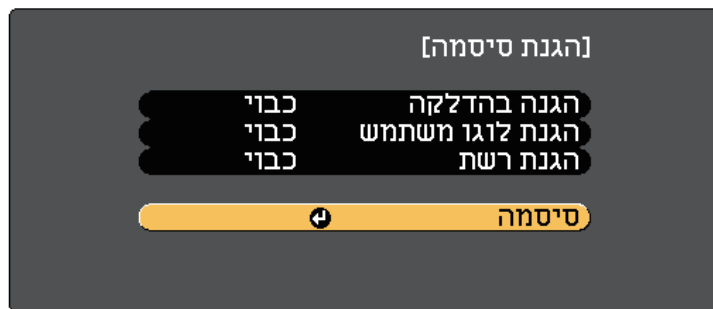 [הגנת סיסמה]
הגנה בהדלקה כבוי
הגנת לוגו משתמש כבוי
הגנת רשת כבוי
סיסמה